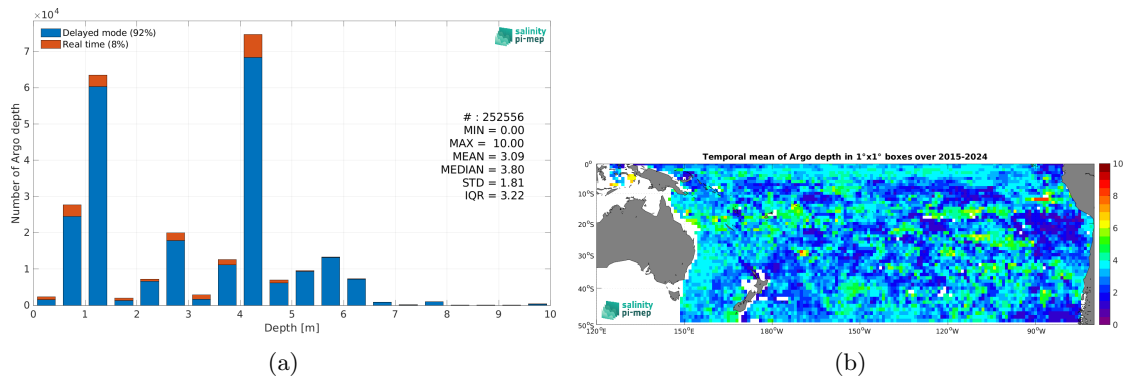 ×10⁴
Delayed mode (92%)
Real time (8%)
salinity
pi-mep
# : 252556
MIN = 0.00
MAX = 10.00
MEAN = 3.09
MEDIAN = 3.80
STD = 1.81
IQR = 3.22
Number of Argo depth
7
6
5
4
3
2
1
0
0 1 2 3 4 5 6 7 8 9 10
Depth [m]
(a)
Temporal mean of Argo depth in 1°x1° boxes over 2015-2024
0°
10°S
20°S
30°S
40°S
50°S
120°E 150°E 180°W 150°W 120°W 90°W
salinity
pi-mep
10
8
6
4
2
0
(b)